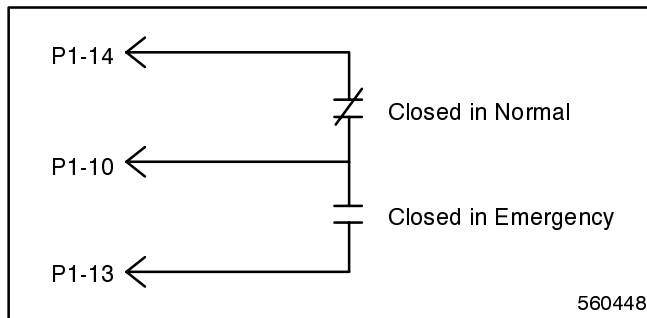 P1-14
Closed in Normal
P1-10
Closed in Emergency
P1-13
560448